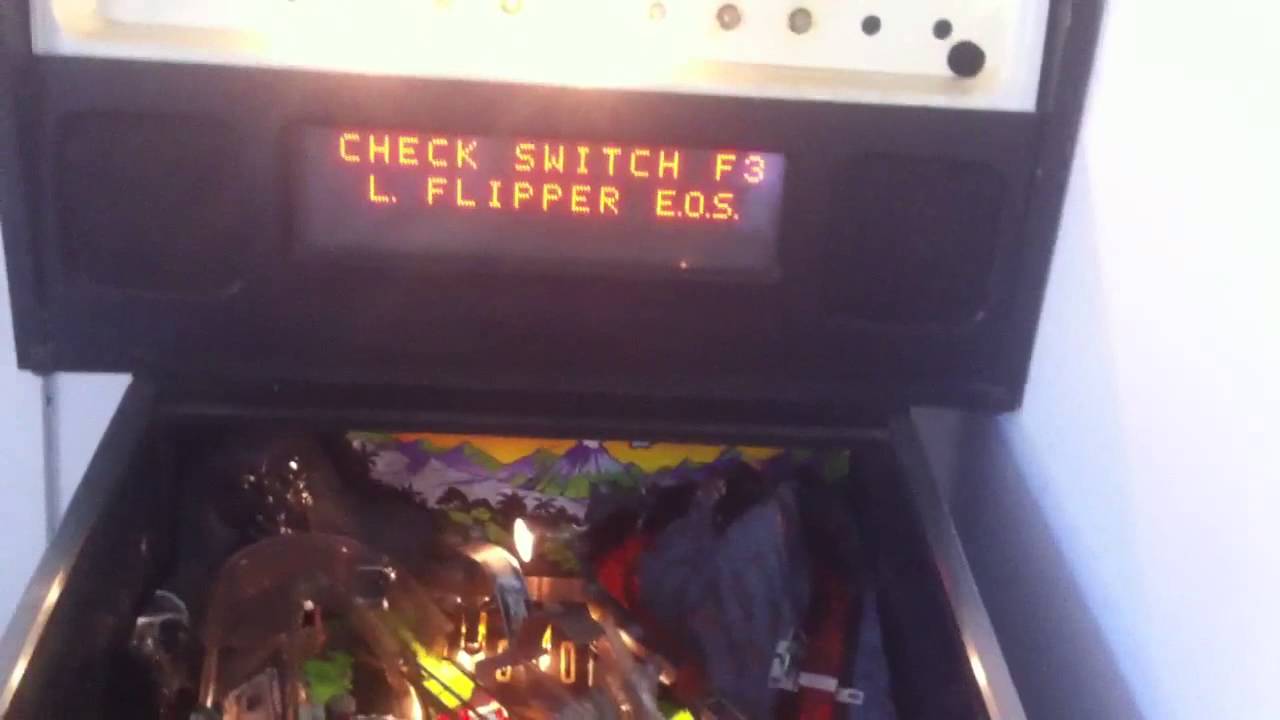 CHECK SWITCH F3
L. FLIPPER E.O.S.